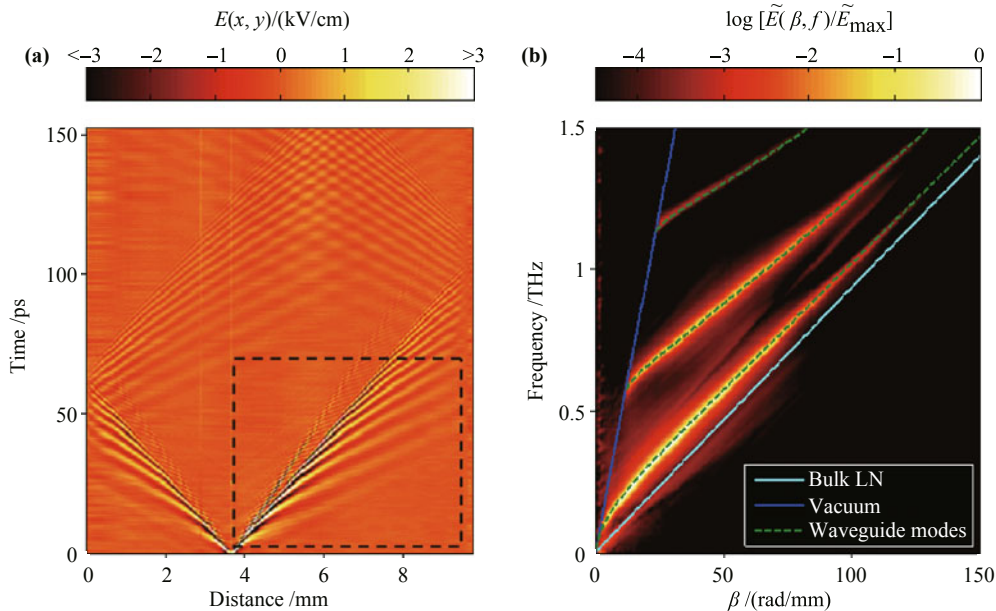 E(x, y)/(kV/cm)
(a)
<−3 −2 −1 0 1 2 >3
150
100
50
0
Time /ps
0 2 4 6 8
Distance /mm
log [Ẽ(β, f)/Ẽmax]
(b)
−4 −3 −2 −1 0
1.5
1
0.5
0
Frequency /THz
Bulk LN
Vacuum
Waveguide modes
0 50 100 150
β /(rad/mm)